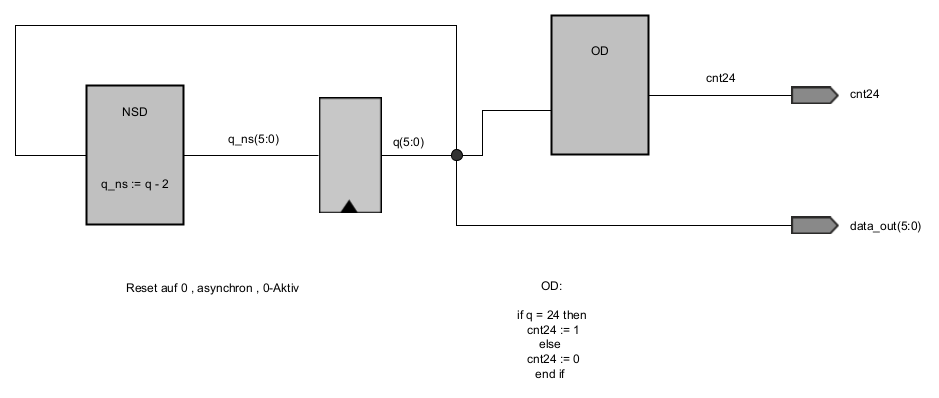 OD
cnt24
cnt24
NSD
q_ns(5:0)
q(5:0)
q_ns := q - 2
data_out(5:0)
Reset auf 0 , asynchron , 0-Aktiv
OD:
if q = 24 then
cnt24 := 1
else
cnt24 := 0
end if